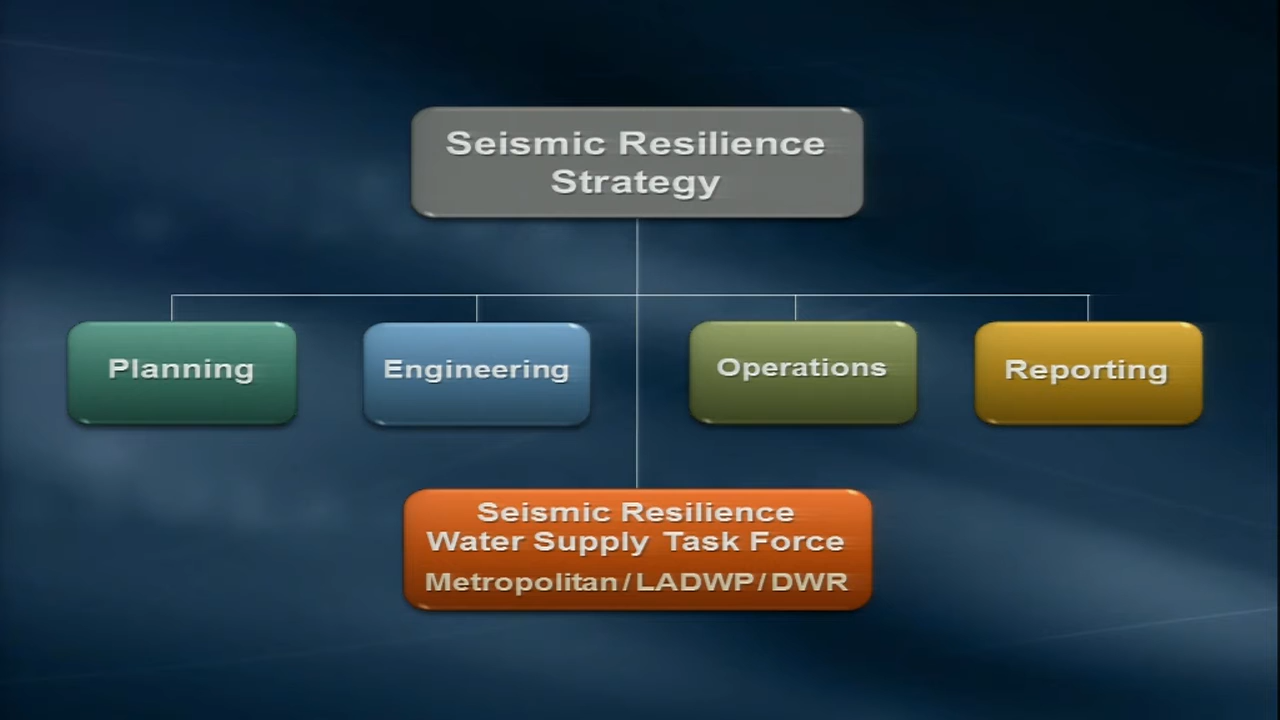 Seismic Resilience
Strategy
Planning
Engineering
Operations
Reporting
Seismic Resilience
Water Supply Task Force
Metropolitan / LADWP / DWR